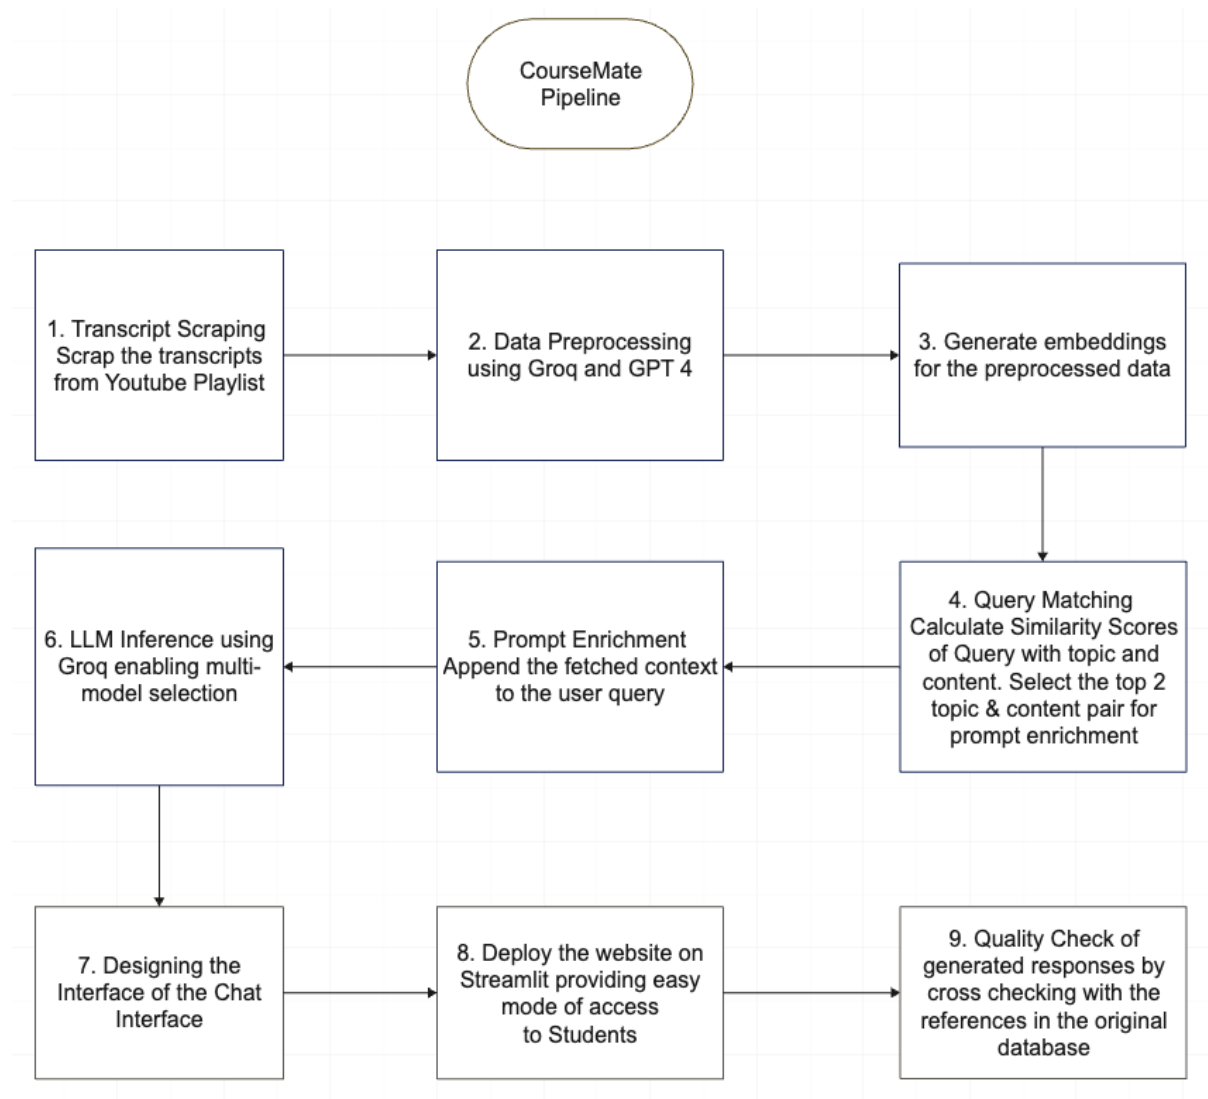 CourseMate
Pipeline
1. Transcript Scraping
Scrap the transcripts
from Youtube Playlist
2. Data Preprocessing
using Groq and GPT 4
3. Generate embeddings
for the preprocessed data
4. Query Matching
Calculate Similarity Scores
of Query with topic and
content. Select the top 2
topic & content pair for
prompt enrichment
5. Prompt Enrichment
Append the fetched context
to the user query
6. LLM Inference using
Groq enabling multi-
model selection
7. Designing the
Interface of the Chat
Interface
8. Deploy the website on
Streamlit providing easy
mode of access
to Students
9. Quality Check of
generated responses by
cross checking with the
references in the original
database